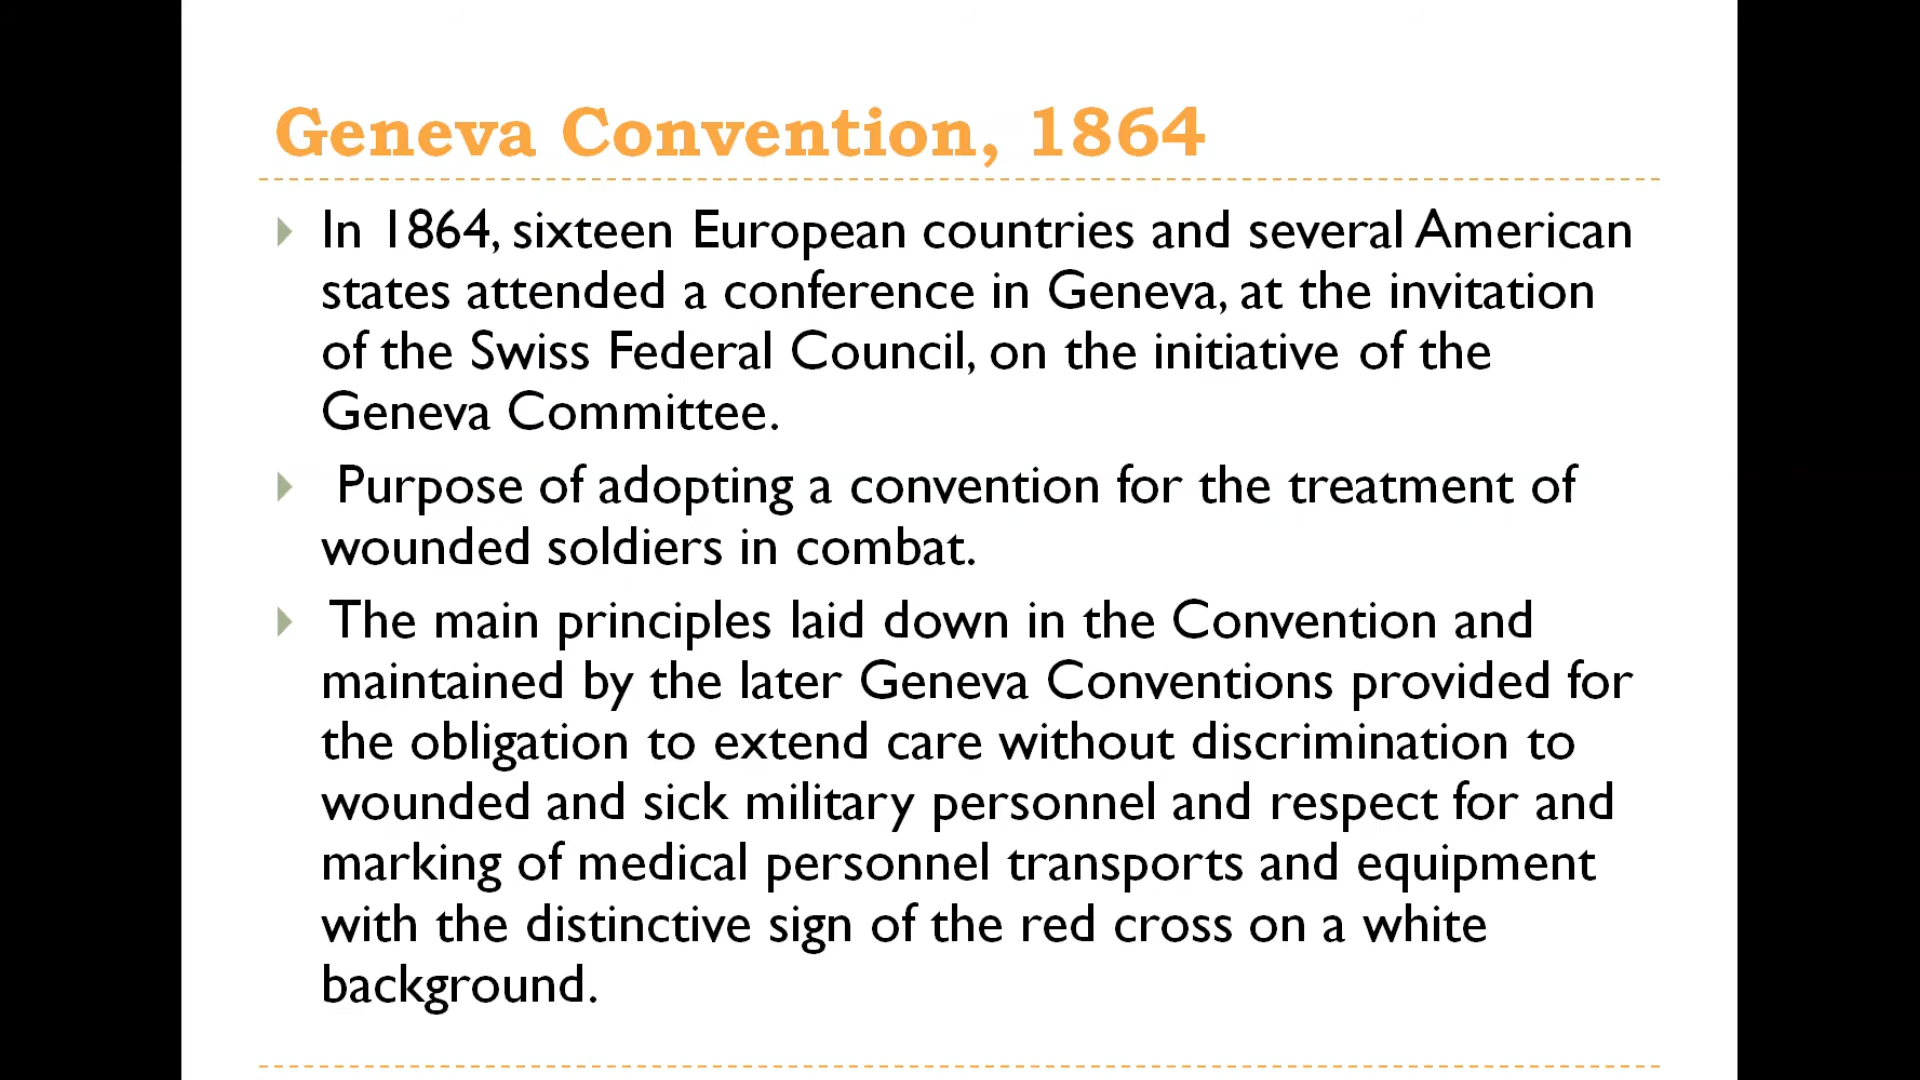 Geneva Convention, 1864
In 1864, sixteen European countries and several American
states attended a conference in Geneva, at the invitation
of the Swiss Federal Council, on the initiative of the
Geneva Committee.
Purpose of adopting a convention for the treatment of
wounded soldiers in combat.
The main principles laid down in the Convention and
maintained by the later Geneva Conventions provided for
the obligation to extend care without discrimination to
wounded and sick military personnel and respect for and
marking of medical personnel transports and equipment
with the distinctive sign of the red cross on a white
background.